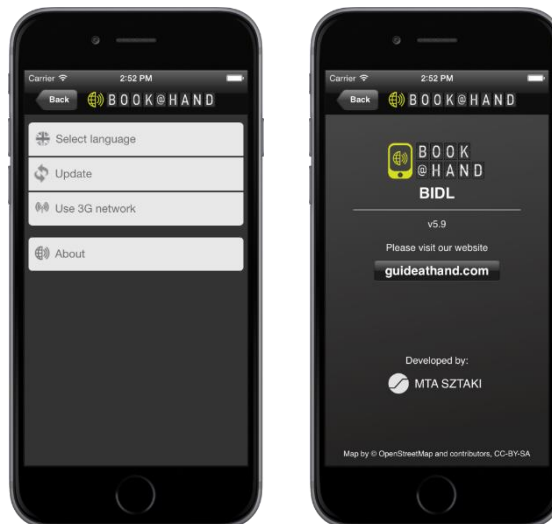 Carrier 2:52 PM
Back BOOK@HAND
Select language
Update
Use 3G network
About
Carrier 2:52 PM
Back BOOK@HAND
BOOK
@HAND
BIDL
v5.9
Please visit our website
guideathand.com
Developed by:
MTA SZTAKI
Map by © OpenStreetMap and contributors, CC-BY-SA